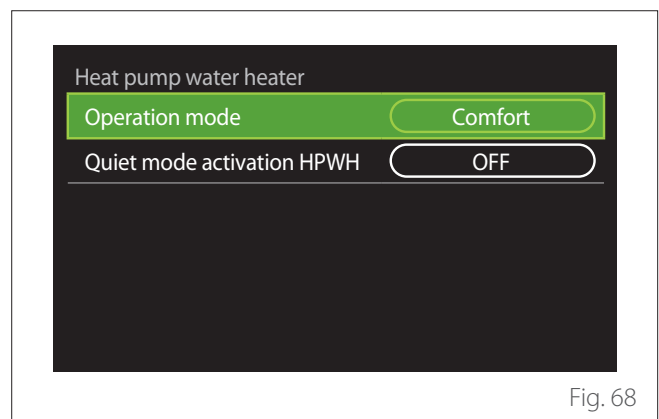 Heat pump water heater
Operation mode Comfort
Quiet mode activation HPWH OFF
Fig. 68